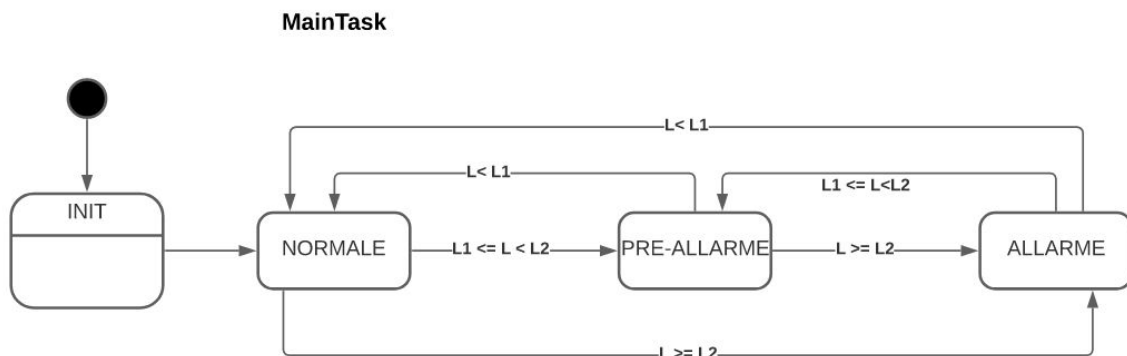 MainTask
L< L1
L< L1
L1 <= L<L2
INIT
NORMALE
L1 <= L < L2
PRE-ALLARME
L >= L2
ALLARME
L >= L2